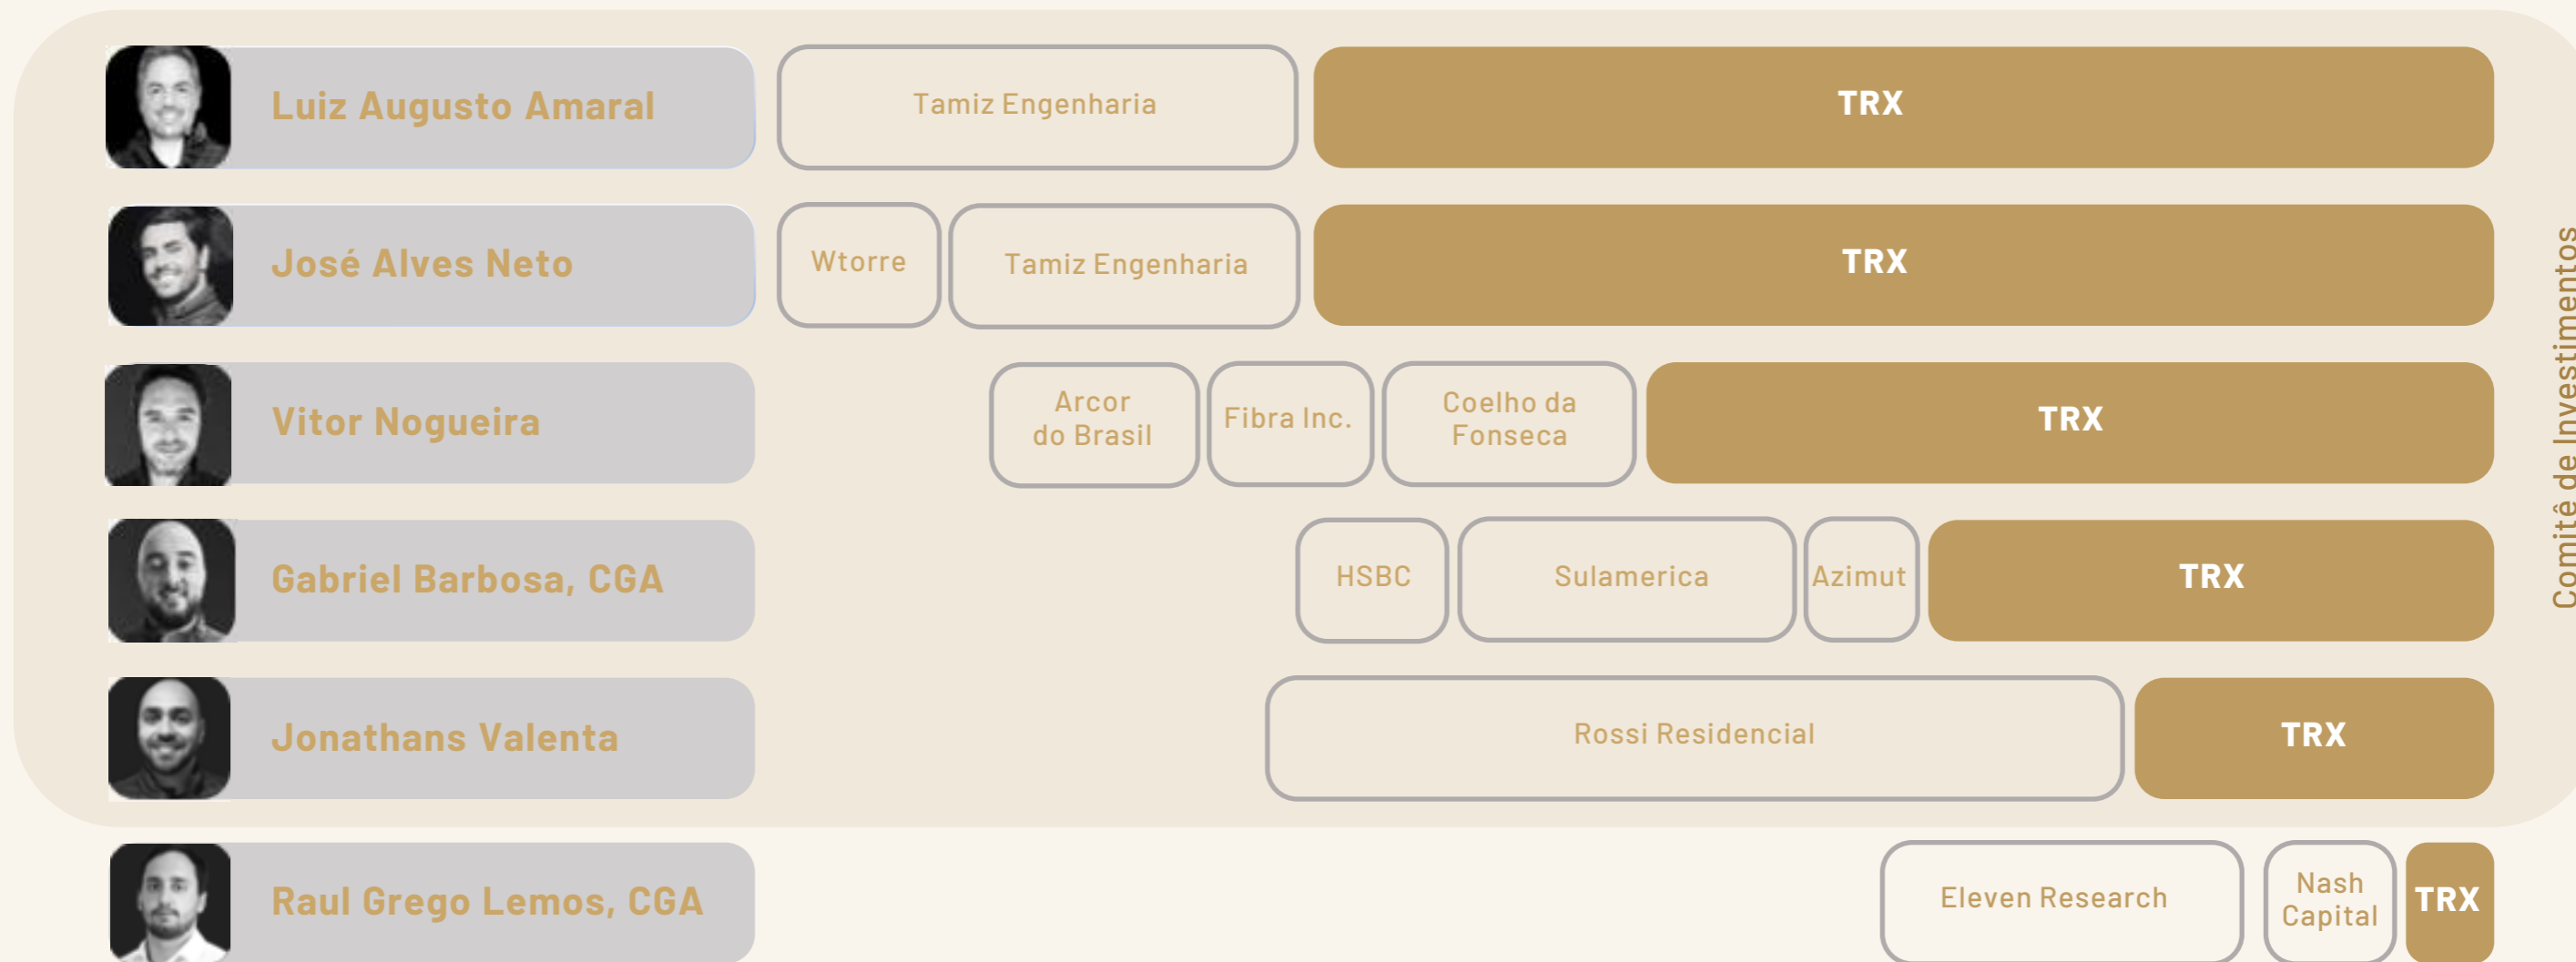 Luiz Augusto Amaral
Tamiz Engenharia
TRX
José Alves Neto
Wtorre
Tamiz Engenharia
TRX
Vitor Nogueira
Arcor
do Brasil
Fibra Inc.
Coelho da
Fonseca
TRX
Gabriel Barbosa, CGA
HSBC
Sulamerica
Azimut
TRX
Jonathans Valenta
Rossi Residencial
TRX
Comitê de Investimentos
Raul Grego Lemos, CGA
Eleven Research
Nash
Capital
TRX